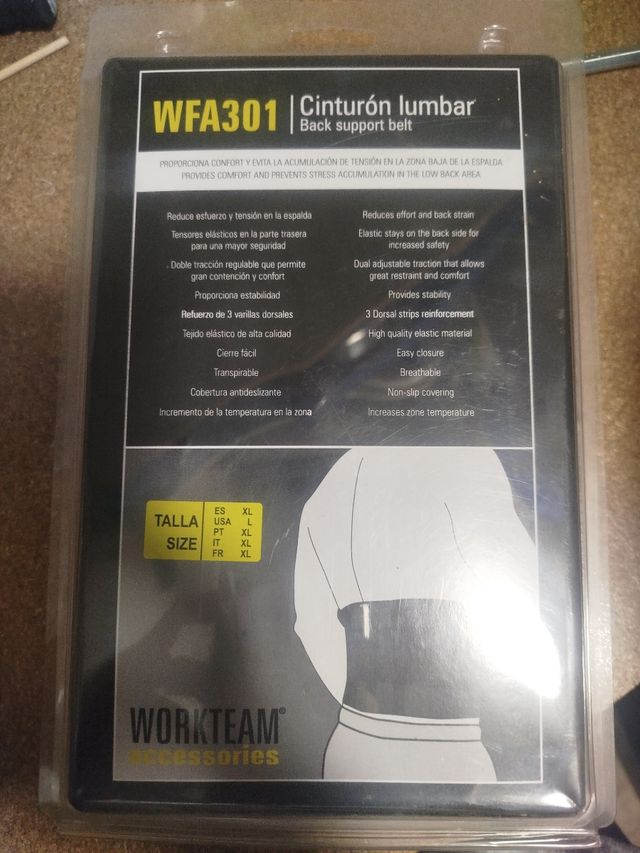 WFA301
Cinturón lumbar
Back support belt
PROPORCIONA CONFORT Y EVITA LA ACUMULACIÓN DE TENSIÓN EN LA ZONA BAJA DE LA ESPALDA
PROVIDES COMFORT AND PREVENTS STRESS ACCUMULATION IN THE LOW BACK AREA
Reduce esfuerzo y tensión en la espalda
Tensores elásticos en la parte trasera
para una mayor seguridad
Doble tracción regulable que permite
gran contención y confort
Proporciona estabilidad
Refuerzo de 3 varillas dorsales
Tejido elástico de alta calidad
Cierre fácil
Transpirable
Cobertura antideslizante
Incremento de la temperatura en la zona
Reduces effort and back strain
Elastic stays on the back side for
increased safety
Dual adjustable traction that allows
great restraint and comfort
Provides stability
3 Dorsal strips reinforcement
High quality elastic material
Easy closure
Breathable
Non-slip covering
Increases zone temperature
TALLA
SIZE
ES XL
USA L
PT XL
IT XL
FR XL
WORKTEAM®
accessories